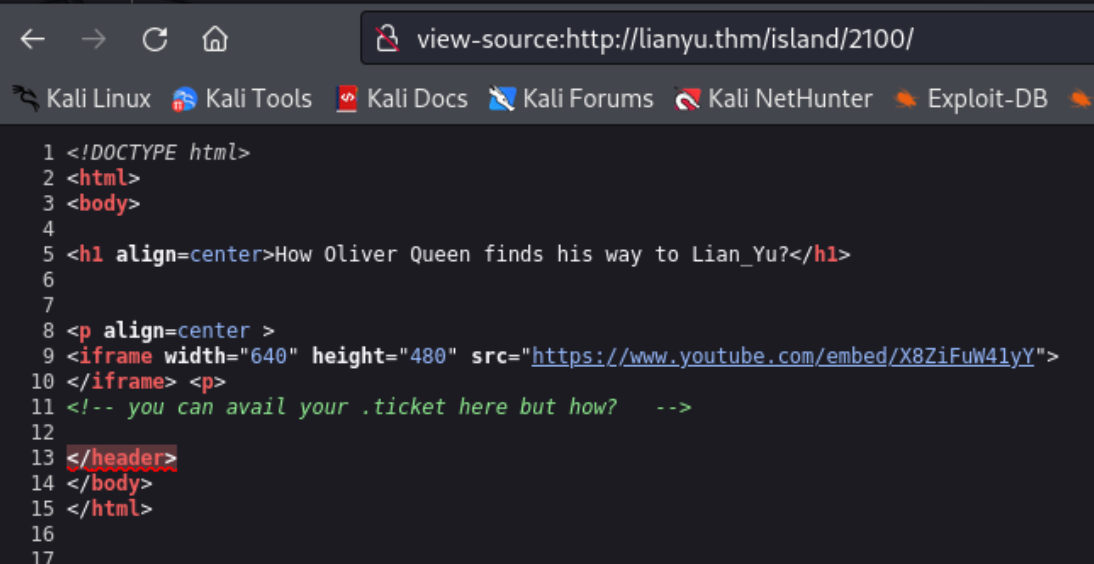 view-source:http://lianyu.thm/island/2100/
Kali Linux Kali Tools Kali Docs Kali Forums Kali NetHunter Exploit-DB
1 <!DOCTYPE html>
2 <html>
3 <body>
4
5 <h1 align=center>How Oliver Queen finds his way to Lian_Yu?</h1>
6
7
8 <p align=center >
9 <iframe width="640" height="480" src="https://www.youtube.com/embed/X8ZiFuW41yY">
10 </iframe> <p>
11 <!-- you can avail your .ticket here but how?   -->
12
13 </header>
14 </body>
15 </html>
16
17